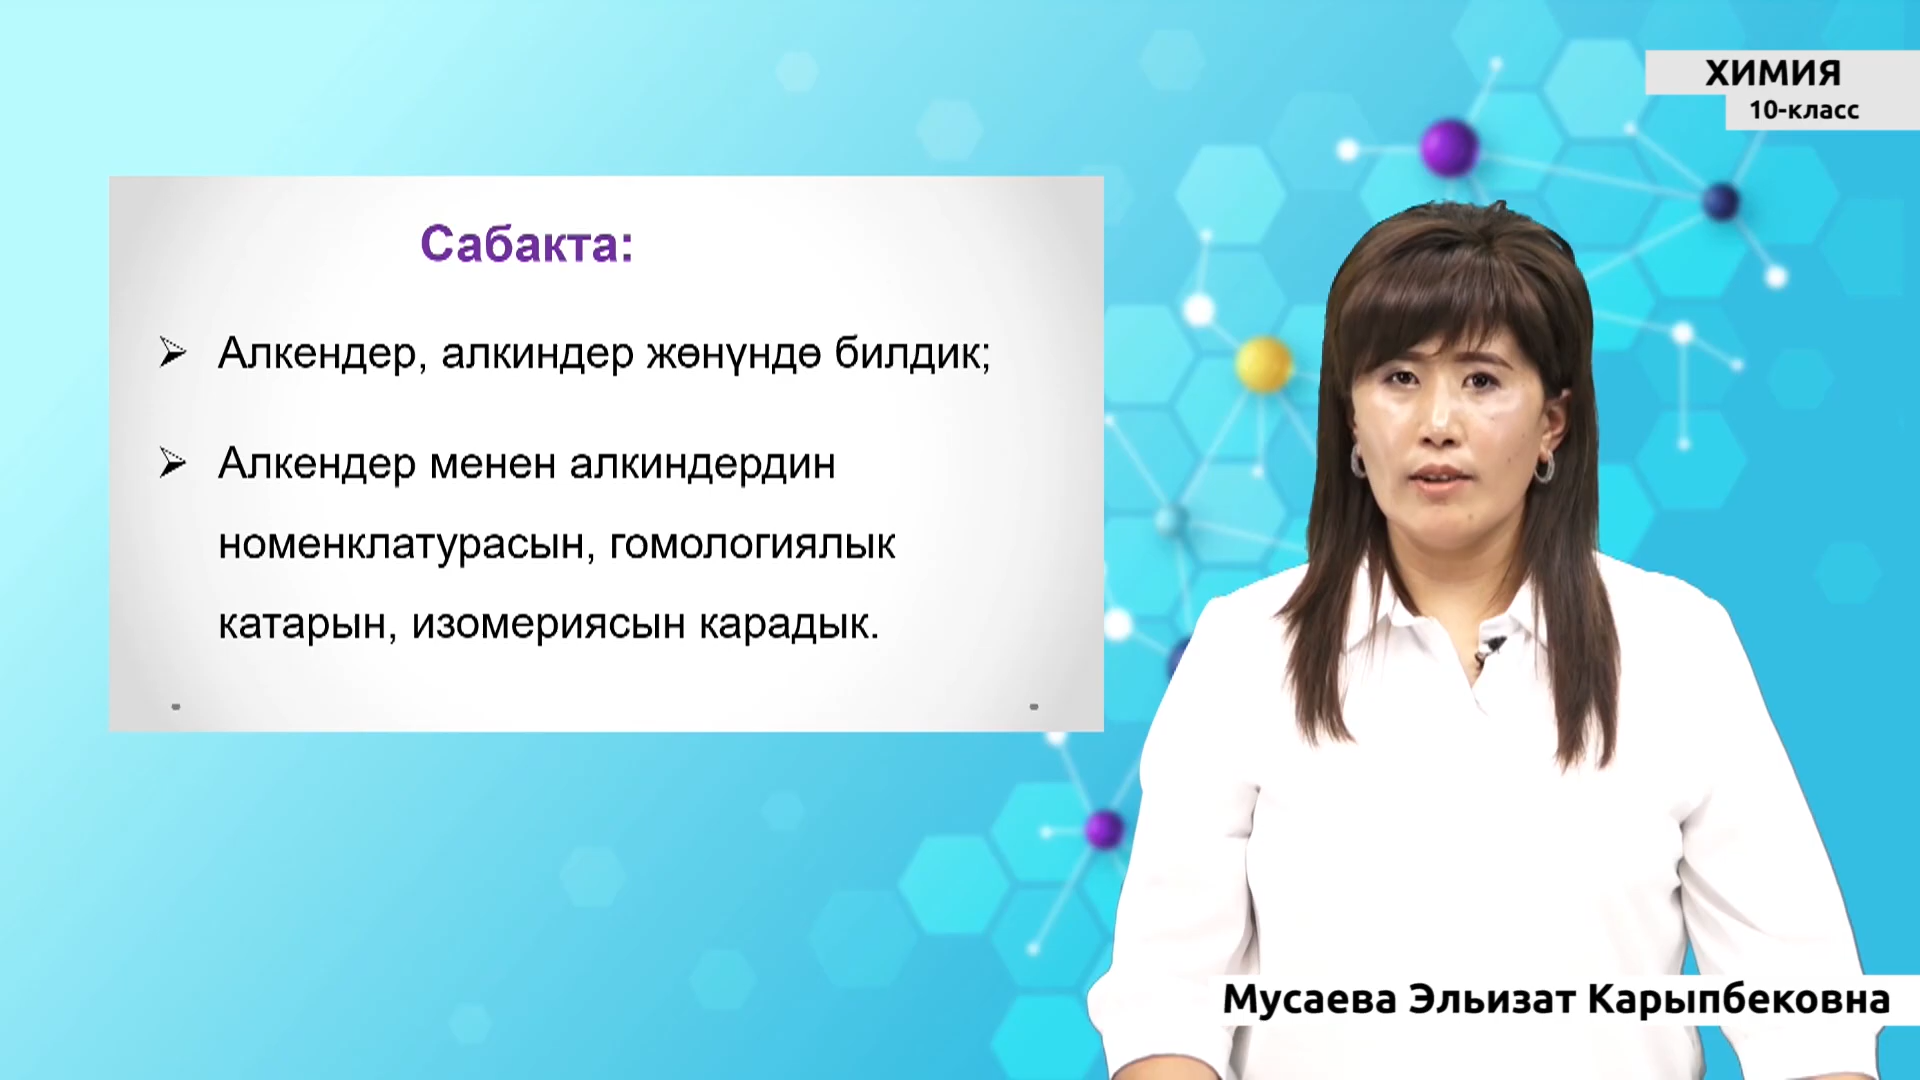 ХИМИЯ
10-класс
Сабакта:
Алкендер, алкиндер жөнүндө билдик;
Алкендер менен алкиндердин
номенклатурасын, гомологиялык
катарын, изомериясын карадык.
Мусаева Эльизат Карыпбековна